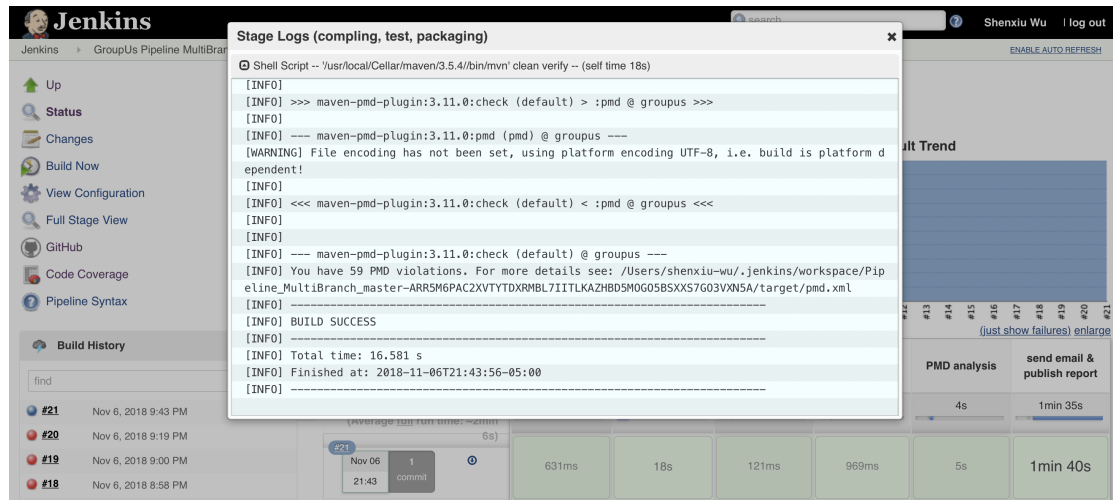 Jenkins
search
Shenxiu Wu
log out
Jenkins
GroupUs Pipeline MultiBran
ENABLE AUTO REFRESH
Up
Status
Changes
Build Now
View Configuration
Full Stage View
GitHub
Code Coverage
Pipeline Syntax
Build History
find
#21 Nov 6, 2018 9:43 PM
#20 Nov 6, 2018 9:19 PM
#19 Nov 6, 2018 9:00 PM
#18 Nov 6, 2018 8:58 PM
Stage Logs (compling, test, packaging)
Shell Script -- '/usr/local/Cellar/maven/3.5.4//bin/mvn' clean verify -- (self time 18s)
[INFO]
[INFO] >>> maven-pmd-plugin:3.11.0:check (default) > :pmd @ groupus >>>
[INFO]
[INFO] --- maven-pmd-plugin:3.11.0:pmd (pmd) @ groupus ---
[WARNING] File encoding has not been set, using platform encoding UTF-8, i.e. build is platform d
ependent!
[INFO]
[INFO] <<< maven-pmd-plugin:3.11.0:check (default) < :pmd @ groupus <<<
[INFO]
[INFO]
[INFO] --- maven-pmd-plugin:3.11.0:check (default) @ groupus ---
[INFO] You have 59 PMD violations. For more details see: /Users/shenxiu-wu/.jenkins/workspace/Pip
eline_MultiBranch_master-ARR5M6PAC2XVTYTDXRMBL7IITLKAZHBD5MOGO5BSXXS7GO3VXN5A/target/pmd.xml
[INFO] ------------------------------------------------------------------------
[INFO] BUILD SUCCESS
[INFO] ------------------------------------------------------------------------
[INFO] Total time: 16.581 s
[INFO] Finished at: 2018-11-06T21:43:56-05:00
[INFO] ------------------------------------------------------------------------
ult Trend
#12 #13 #14 #15 #16 #17 #18 #19 #20 #21
(just show failures) enlarge
PMD analysis
send email &
publish report
4s
1min 35s
(Average full run time: ~2min
6s)
#21
Nov 06
21:43
1
commit
631ms
18s
121ms
969ms
5s
1min 40s